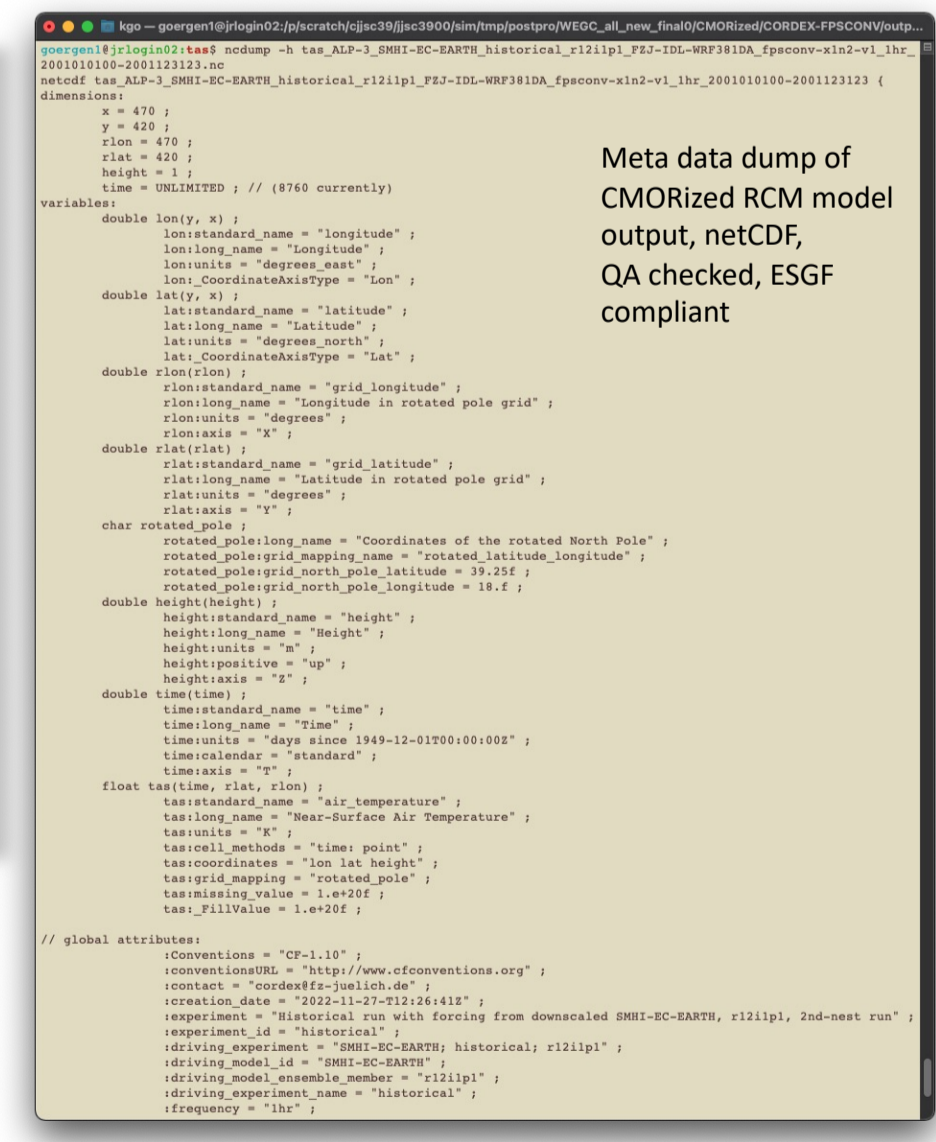 kgo — goergen1@jrlogin02:/p/scratch/cjjsc39/jjsc3900/sim/tmp/postpro/WEGC_all_new_final0/CMORized/CORDEX-FPSCONV/outp...
goergen1@jrlogin02:tas$ ncdump -h tas_ALP-3_SMHI-EC-EARTH_historical_r12i1p1_FZJ-IDL-WRF381DA_fpsconv-x1n2-v1_1hr_
2001010100-2001123123.nc
netcdf tas_ALP-3_SMHI-EC-EARTH_historical_r12i1p1_FZJ-IDL-WRF381DA_fpsconv-x1n2-v1_1hr_2001010100-2001123123 {
dimensions:
x = 470 ;
y = 420 ;
rlon = 470 ;
rlat = 420 ;
height = 1 ;
time = UNLIMITED ; // (8760 currently)
variables:
double lon(y, x) ;
lon:standard_name = "longitude" ;
lon:long_name = "Longitude" ;
lon:units = "degrees_east" ;
lon:_CoordinateAxisType = "Lon" ;
double lat(y, x) ;
lat:standard_name = "latitude" ;
lat:long_name = "Latitude" ;
lat:units = "degrees_north" ;
lat:_CoordinateAxisType = "Lat" ;
double rlon(rlon) ;
rlon:standard_name = "grid_longitude" ;
rlon:long_name = "Longitude in rotated pole grid" ;
rlon:units = "degrees" ;
rlon:axis = "X" ;
double rlat(rlat) ;
rlat:standard_name = "grid_latitude" ;
rlat:long_name = "Latitude in rotated pole grid" ;
rlat:units = "degrees" ;
rlat:axis = "Y" ;
char rotated_pole ;
rotated_pole:long_name = "Coordinates of the rotated North Pole" ;
rotated_pole:grid_mapping_name = "rotated_latitude_longitude" ;
rotated_pole:grid_north_pole_latitude = 39.25f ;
rotated_pole:grid_north_pole_longitude = 18.f ;
double height(height) ;
height:standard_name = "height" ;
height:long_name = "Height" ;
height:units = "m" ;
height:positive = "up" ;
height:axis = "Z" ;
double time(time) ;
time:standard_name = "time" ;
time:long_name = "Time" ;
time:units = "days since 1949-12-01T00:00:00Z" ;
time:calendar = "standard" ;
time:axis = "T" ;
float tas(time, rlat, rlon) ;
tas:standard_name = "air_temperature" ;
tas:long_name = "Near-Surface Air Temperature" ;
tas:units = "K" ;
tas:cell_methods = "time: point" ;
tas:coordinates = "lon lat height" ;
tas:grid_mapping = "rotated_pole" ;
tas:missing_value = 1.e+20f ;
tas:_FillValue = 1.e+20f ;
// global attributes:
:Conventions = "CF-1.10" ;
:conventionsURL = "http://www.cfconventions.org" ;
:contact = "cordex@fz-juelich.de" ;
:creation_date = "2022-11-27-T12:26:41Z" ;
:experiment = "Historical run with forcing from downscaled SMHI-EC-EARTH, r12i1p1, 2nd-nest run" ;
:experiment_id = "historical" ;
:driving_experiment = "SMHI-EC-EARTH; historical; r12i1p1" ;
:driving_model_id = "SMHI-EC-EARTH" ;
:driving_model_ensemble_member = "r12i1p1" ;
:driving_experiment_name = "historical" ;
:frequency = "1hr" ;
Meta data dump of
CMORized RCM model
output, netCDF,
QA checked, ESGF
compliant